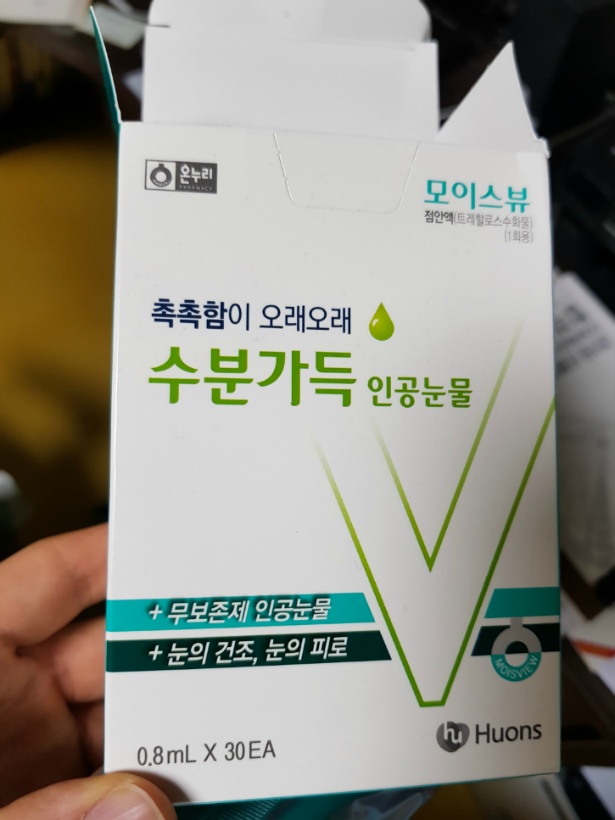 온누리
PHARMACY
모이스뷰
점안액(트레할로스수화물)
(1회용)
촉촉함이 오래오래
수분가득 인공눈물
+ 무보존제 인공눈물
+ 눈의 건조, 눈의 피로
MOISVIEW
hu Huons
0.8mL X 30EA